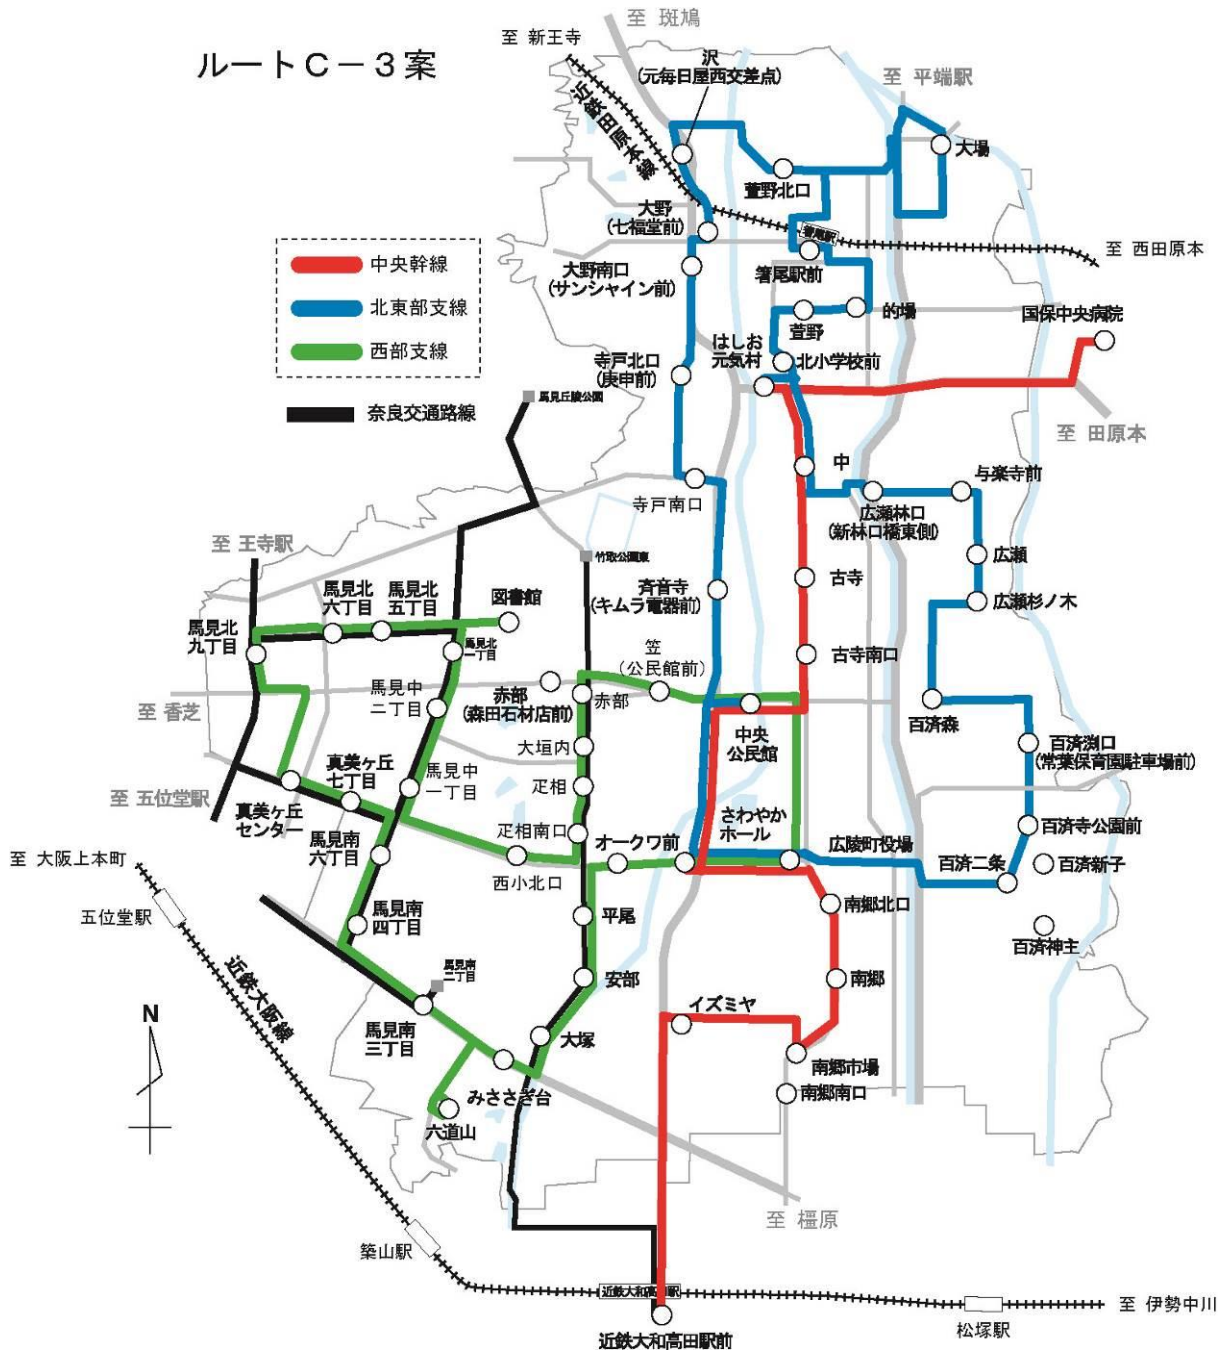 ルートC－3案
至 斑鳩
至 新王寺
沢
(元毎日屋西交差点)
至 平端駅
近鉄田原本線
大場
萱野北口
大野
(七福堂前)
箸尾駅
至 西田原本
箸尾駅前
大野南口
(サンシャイン前)
中央幹線
北東部支線
西部支線
奈良交通路線
的場
萱野
国保中央病院
はしお
元気村
北小学校前
寺戸北口
(庚申前)
馬見丘陵公園
至 田原本
中
与楽寺前
寺戸南口
広瀬林口
(新林口橋東側)
至 王寺駅
竹取公園東
広瀬
馬見北
六丁目
馬見北
五丁目
図書館
斉音寺
(キムラ電器前)
古寺
広瀬杉ノ木
馬見北
九丁目
馬見北
一丁目
笠
(公民館前)
古寺南口
至 香芝
馬見中
二丁目
赤部
(森田石材店前)
赤部
百済森
中央
公民館
大垣内
百済渕口
(常葉保育園駐車場前)
真美ヶ丘
七丁目
馬見中
一丁目
疋相
至 五位堂駅
真美ヶ丘
センター
さわやか
ホール
疋相南口
百済寺公園前
馬見南
六丁目
オークワ前
広陵町役場
至 大阪上本町
西小北口
百済二条
百済新子
五位堂駅
馬見南
四丁目
平尾
南郷北口
百済神主
近鉄大阪線
馬見南
二丁目
安部
南郷
N
馬見南
三丁目
大塚
イズミヤ
南郷市場
みささぎ台
南郷南口
六道山
至 橿原
築山駅
近鉄大和高田駅
至 伊勢中川
近鉄大和高田駅前
松塚駅